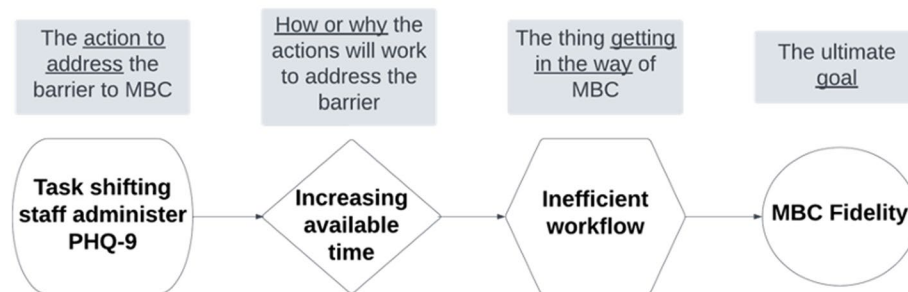 The action to
address the
barrier to MBC
How or why the
actions will work
to address the
barrier
The thing getting
in the way of
MBC
The ultimate
goal
Task shifting
staff administer
PHQ-9
Increasing
available
time
Inefficient
workflow
MBC Fidelity